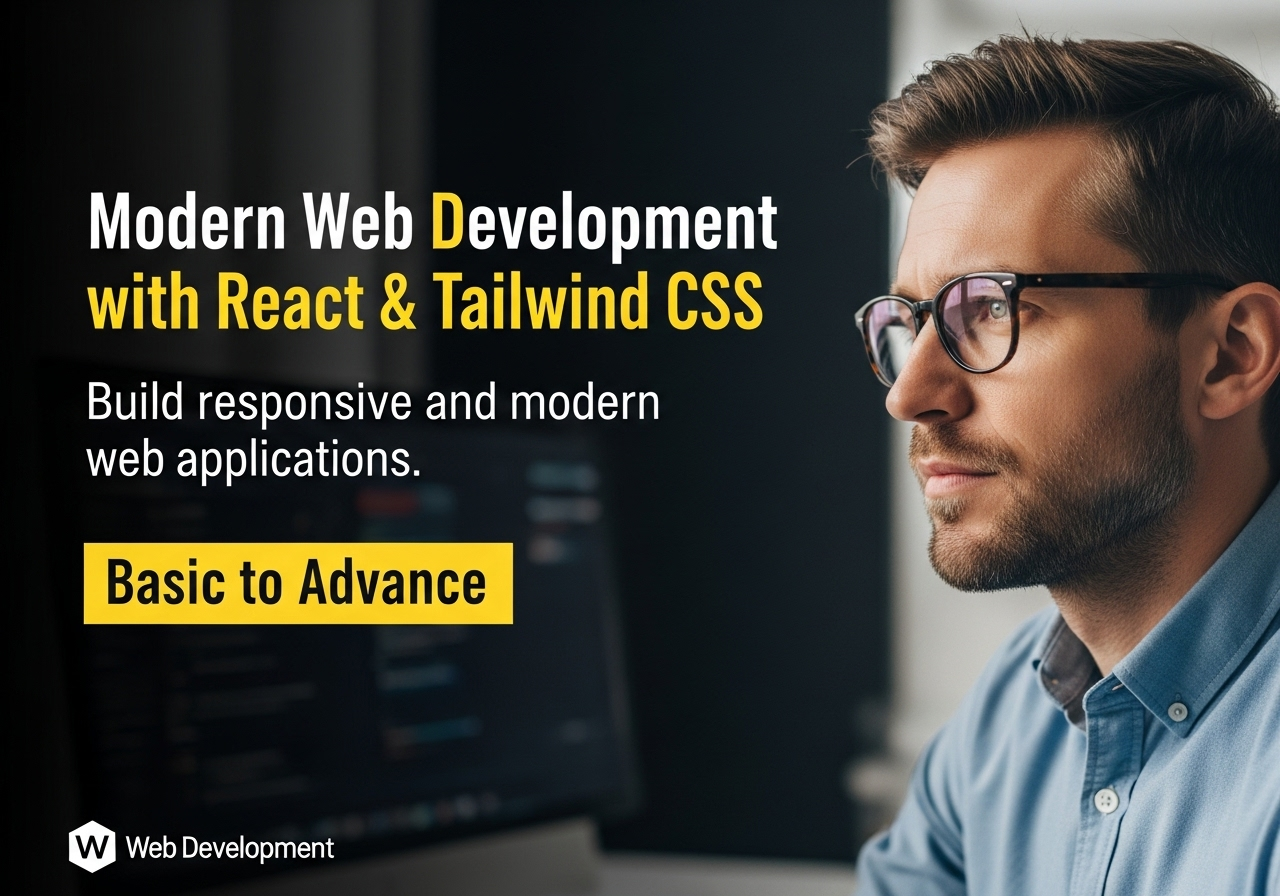 Modern Web Development
with React & Tailwind CSS
Build responsive and modern
web applications.
Basic to Advance
W Web Development